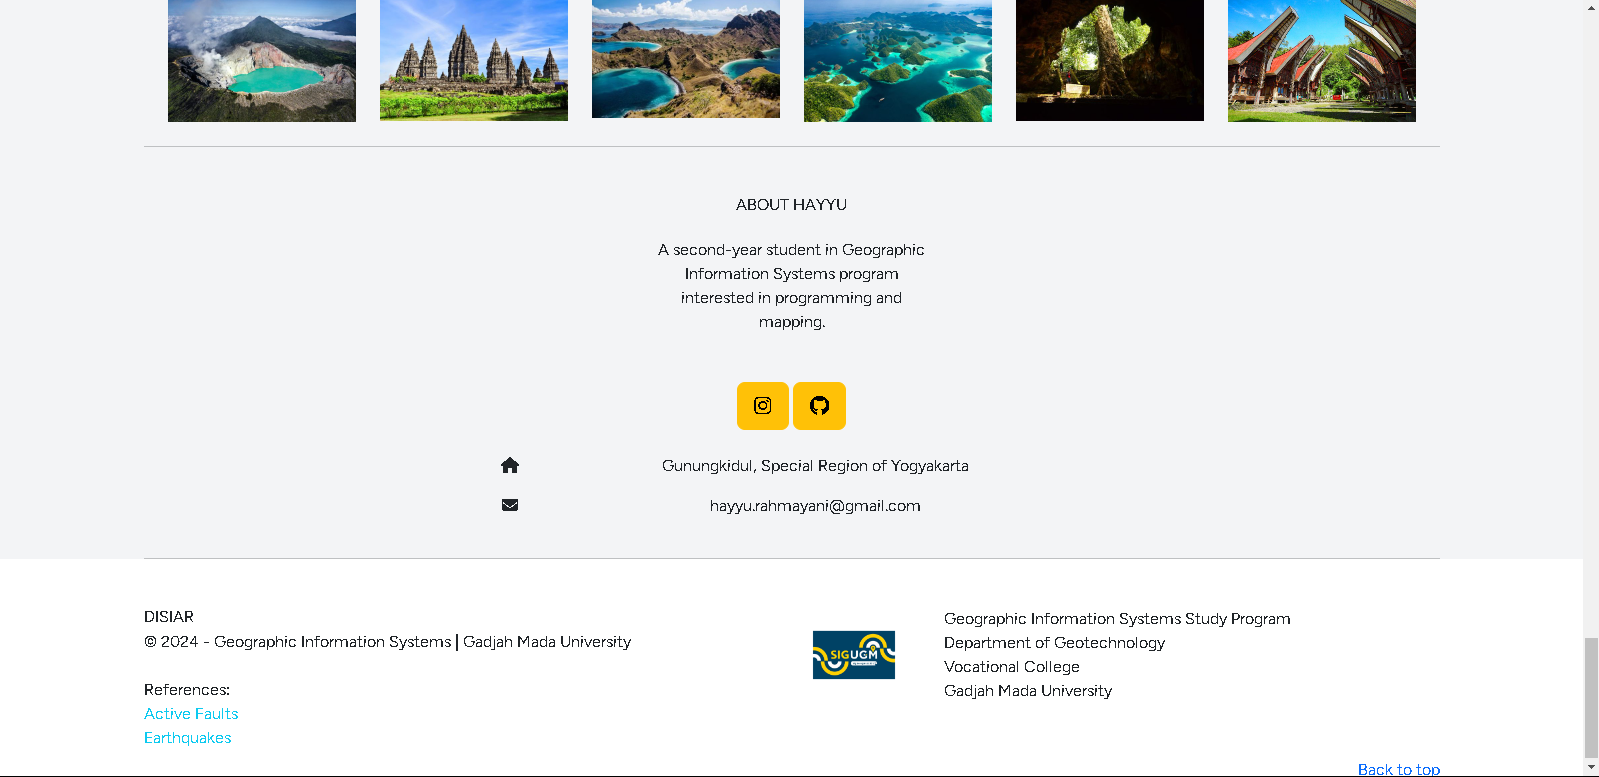 ABOUT HAYYU
A second-year student in Geographic
Information Systems program
interested in programming and
mapping.
Gunungkidul, Special Region of Yogyakarta
hayyu.rahmayani@gmail.com
DISIAR
© 2024 - Geographic Information Systems | Gadjah Mada University
References:
Active Faults
Earthquakes
SIGUGM
Geographic Information Systems Study Program
Department of Geotechnology
Vocational College
Gadjah Mada University
Back to top